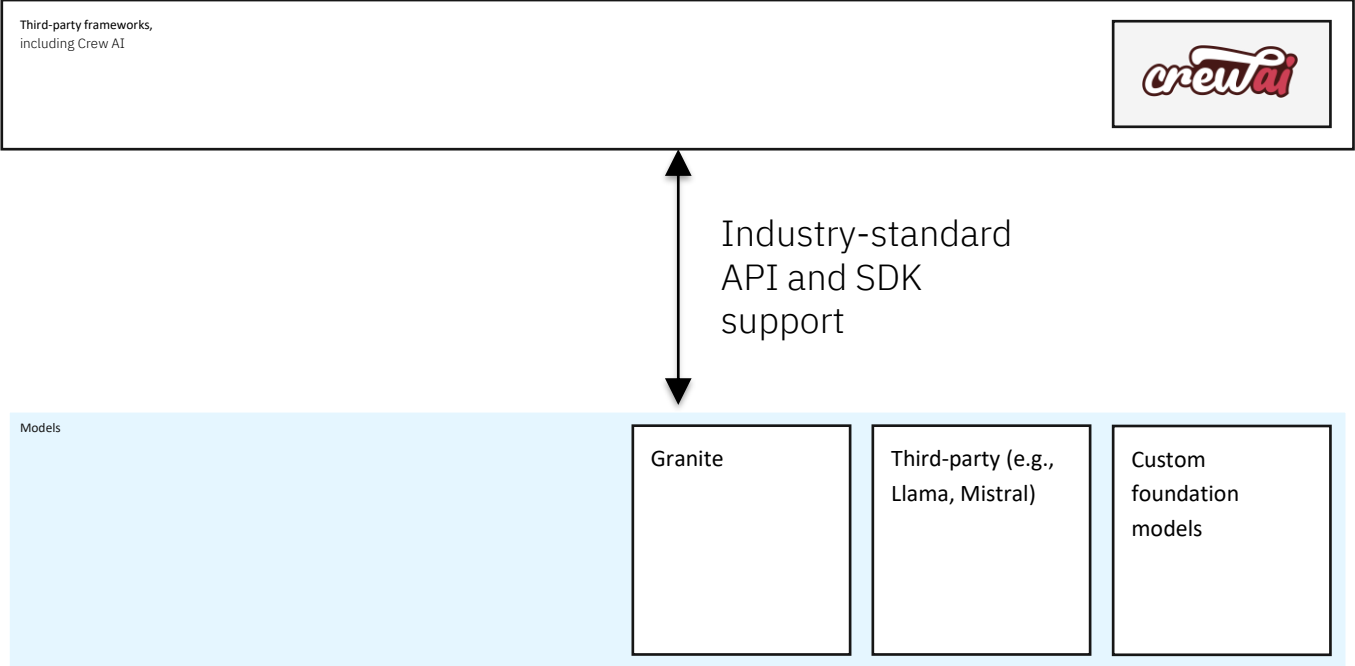 Third-party frameworks,
including Crew AI
crewai
Industry-standard
API and SDK
support
Models
Granite
Third-party (e.g.,
Llama, Mistral)
Custom
foundation
models